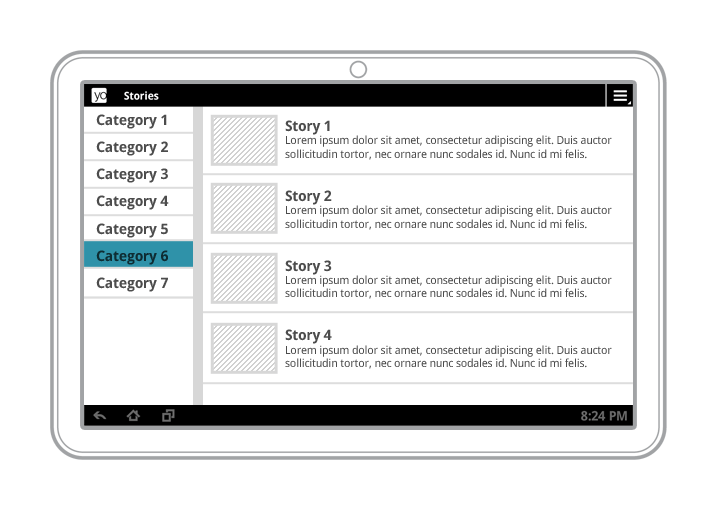 yo Stories
Category 1
Category 2
Category 3
Category 4
Category 5
Category 6
Category 7
Story 1
Lorem ipsum dolor sit amet, consectetur adipiscing elit. Duis auctor
sollicitudin tortor, nec ornare nunc sodales id. Nunc id mi felis.
Story 2
Lorem ipsum dolor sit amet, consectetur adipiscing elit. Duis auctor
sollicitudin tortor, nec ornare nunc sodales id. Nunc id mi felis.
Story 3
Lorem ipsum dolor sit amet, consectetur adipiscing elit. Duis auctor
sollicitudin tortor, nec ornare nunc sodales id. Nunc id mi felis.
Story 4
Lorem ipsum dolor sit amet, consectetur adipiscing elit. Duis auctor
sollicitudin tortor, nec ornare nunc sodales id. Nunc id mi felis.
8:24 PM